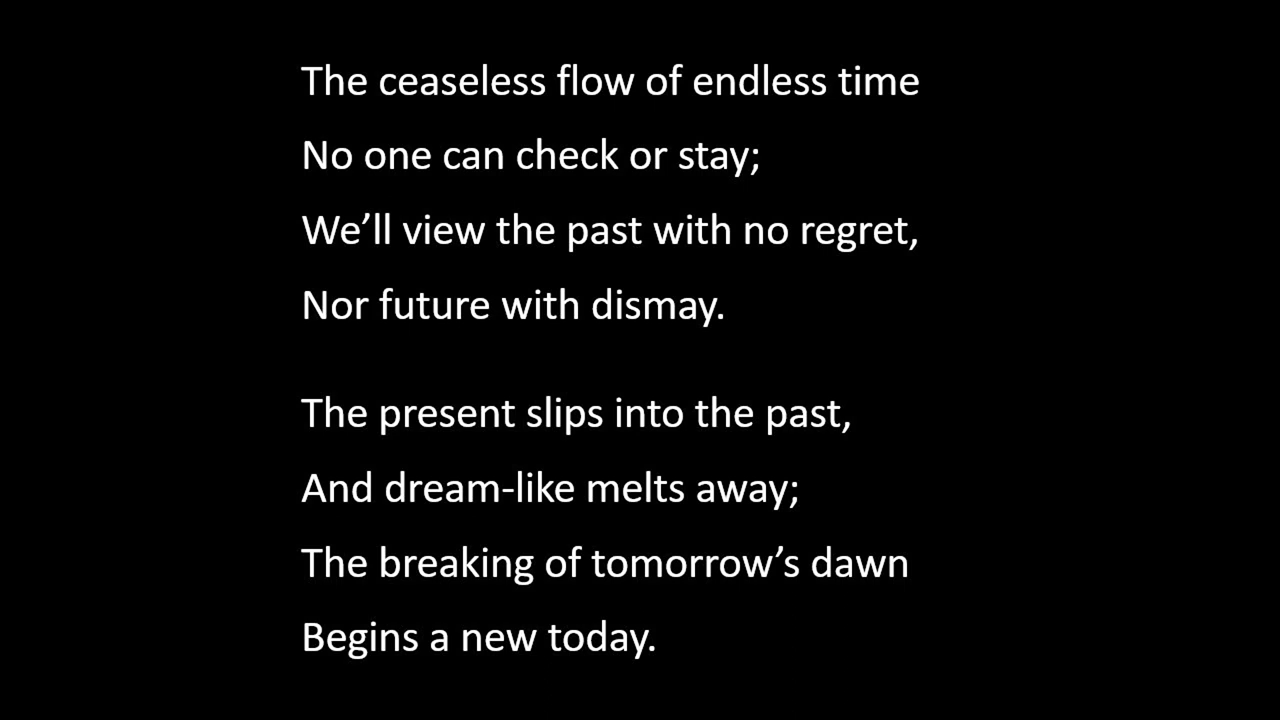 The ceaseless flow of endless time
No one can check or stay;
We’ll view the past with no regret,
Nor future with dismay.
The present slips into the past,
And dream-like melts away;
The breaking of tomorrow’s dawn
Begins a new today.